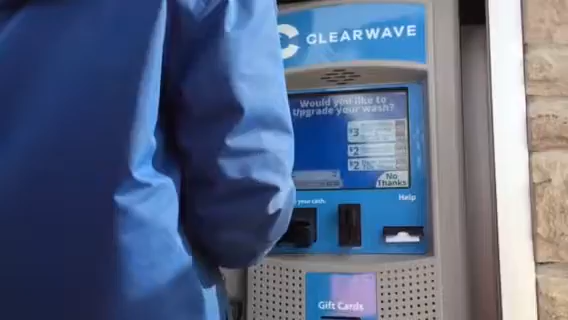 CLEARWAVE
Would you like to
Upgrade your wash?
$3
$2
$2
No
Thanks
your cash.
Help
Gift Cards